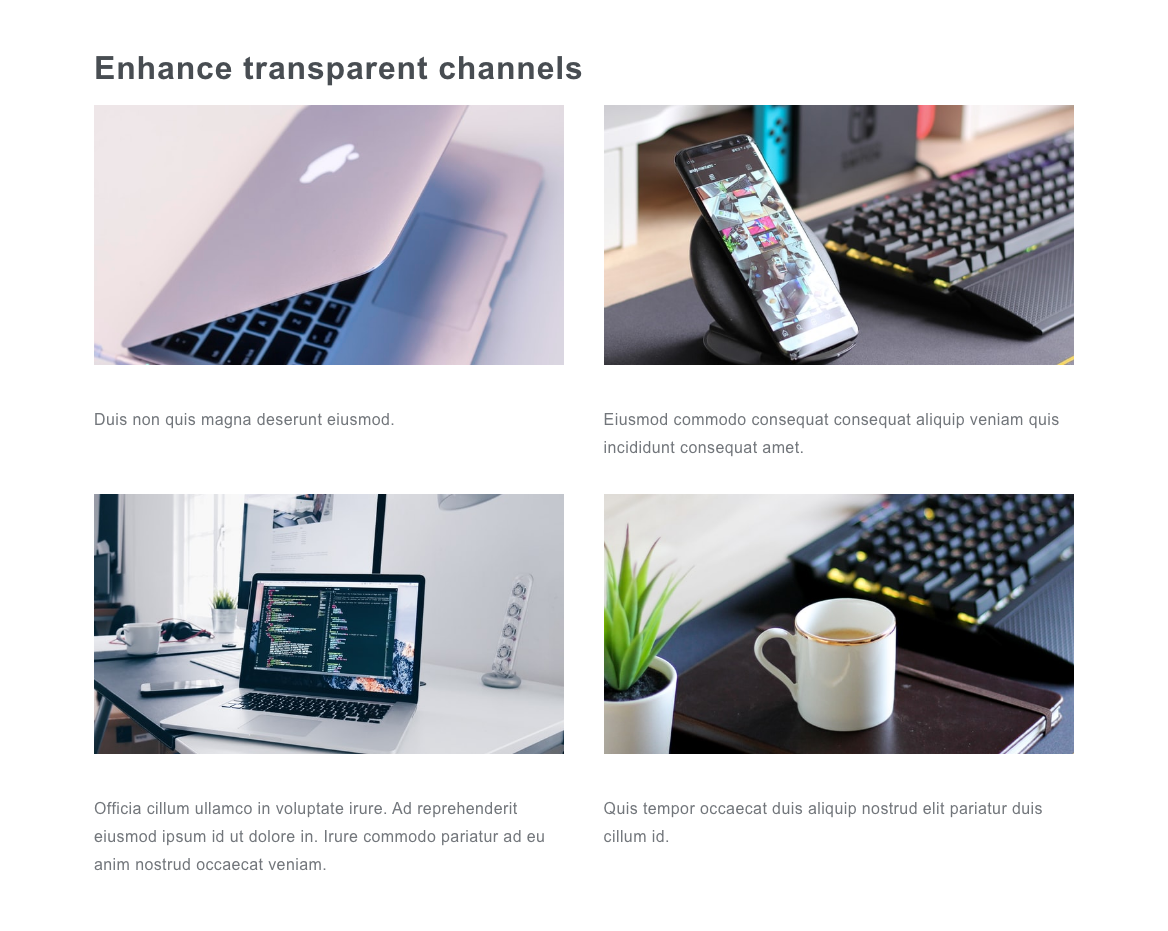 Enhance transparent channels
SWITCH
Duis non quis magna deserunt eiusmod.
Eiusmod commodo consequat consequat aliquip veniam quis
incididunt consequat amet.
Officia cillum ullamco in voluptate irure. Ad reprehenderit
eiusmod ipsum id ut dolore in. Irure commodo pariatur ad eu
anim nostrud occaecat veniam.
Quis tempor occaecat duis aliquip nostrud elit pariatur duis
cillum id.